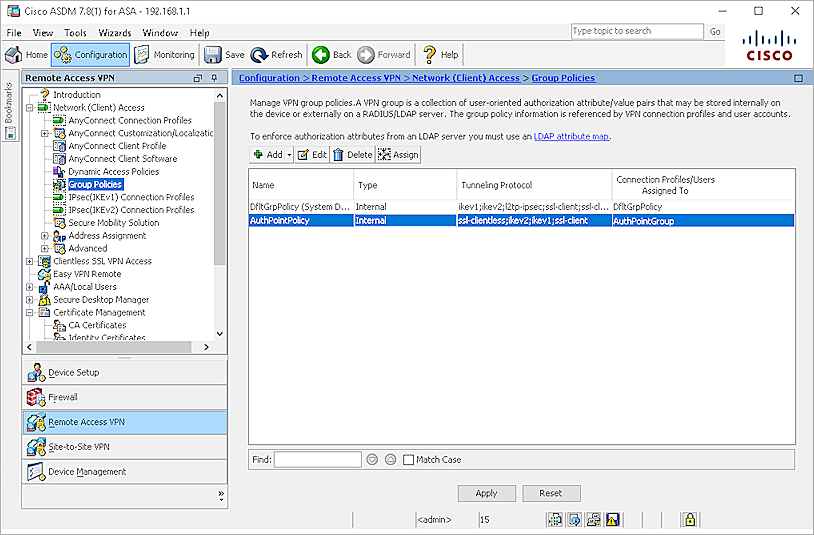 Cisco ASDM 7.8(1) for ASA - 192.168.1.1
File View Tools Wizards Window Help
Type topic to search
Go
Home Configuration Monitoring Save Refresh Back Forward Help
CISCO
Bookmarks
Remote Access VPN
Introduction
Network (Client) Access
AnyConnect Connection Profiles
AnyConnect Customization/Localizatio
AnyConnect Client Profile
AnyConnect Client Software
Dynamic Access Policies
Group Policies
IPsec(IKEv1) Connection Profiles
IPsec(IKEv2) Connection Profiles
Secure Mobility Solution
Address Assignment
Advanced
Clientless SSL VPN Access
Easy VPN Remote
AAA/Local Users
Secure Desktop Manager
Certificate Management
CA Certificates
Identity Certificates
Device Setup
Firewall
Remote Access VPN
Site-to-Site VPN
Device Management
Configuration > Remote Access VPN > Network (Client) Access > Group Policies
Manage VPN group policies.A VPN group is a collection of user-oriented authorization attribute/value pairs that may be stored internally on
the device or externally on a RADIUS/LDAP server. The group policy information is referenced by VPN connection profiles and user accounts.
To enforce authorization attributes from an LDAP server you must use an LDAP attribute map.
Add Edit Delete Assign
Name Type Tunneling Protocol Connection Profiles/Users
Assigned To
DfltGrpPolicy (System D... Internal ikev1;ikev2;l2tp-ipsec;ssl-client;ssl-cl... DfltGrpPolicy
AuthPointPolicy Internal ssl-clientless;ikev2;ikev1;ssl-client AuthPointGroup
Find: Match Case
Apply Reset
<admin> 15